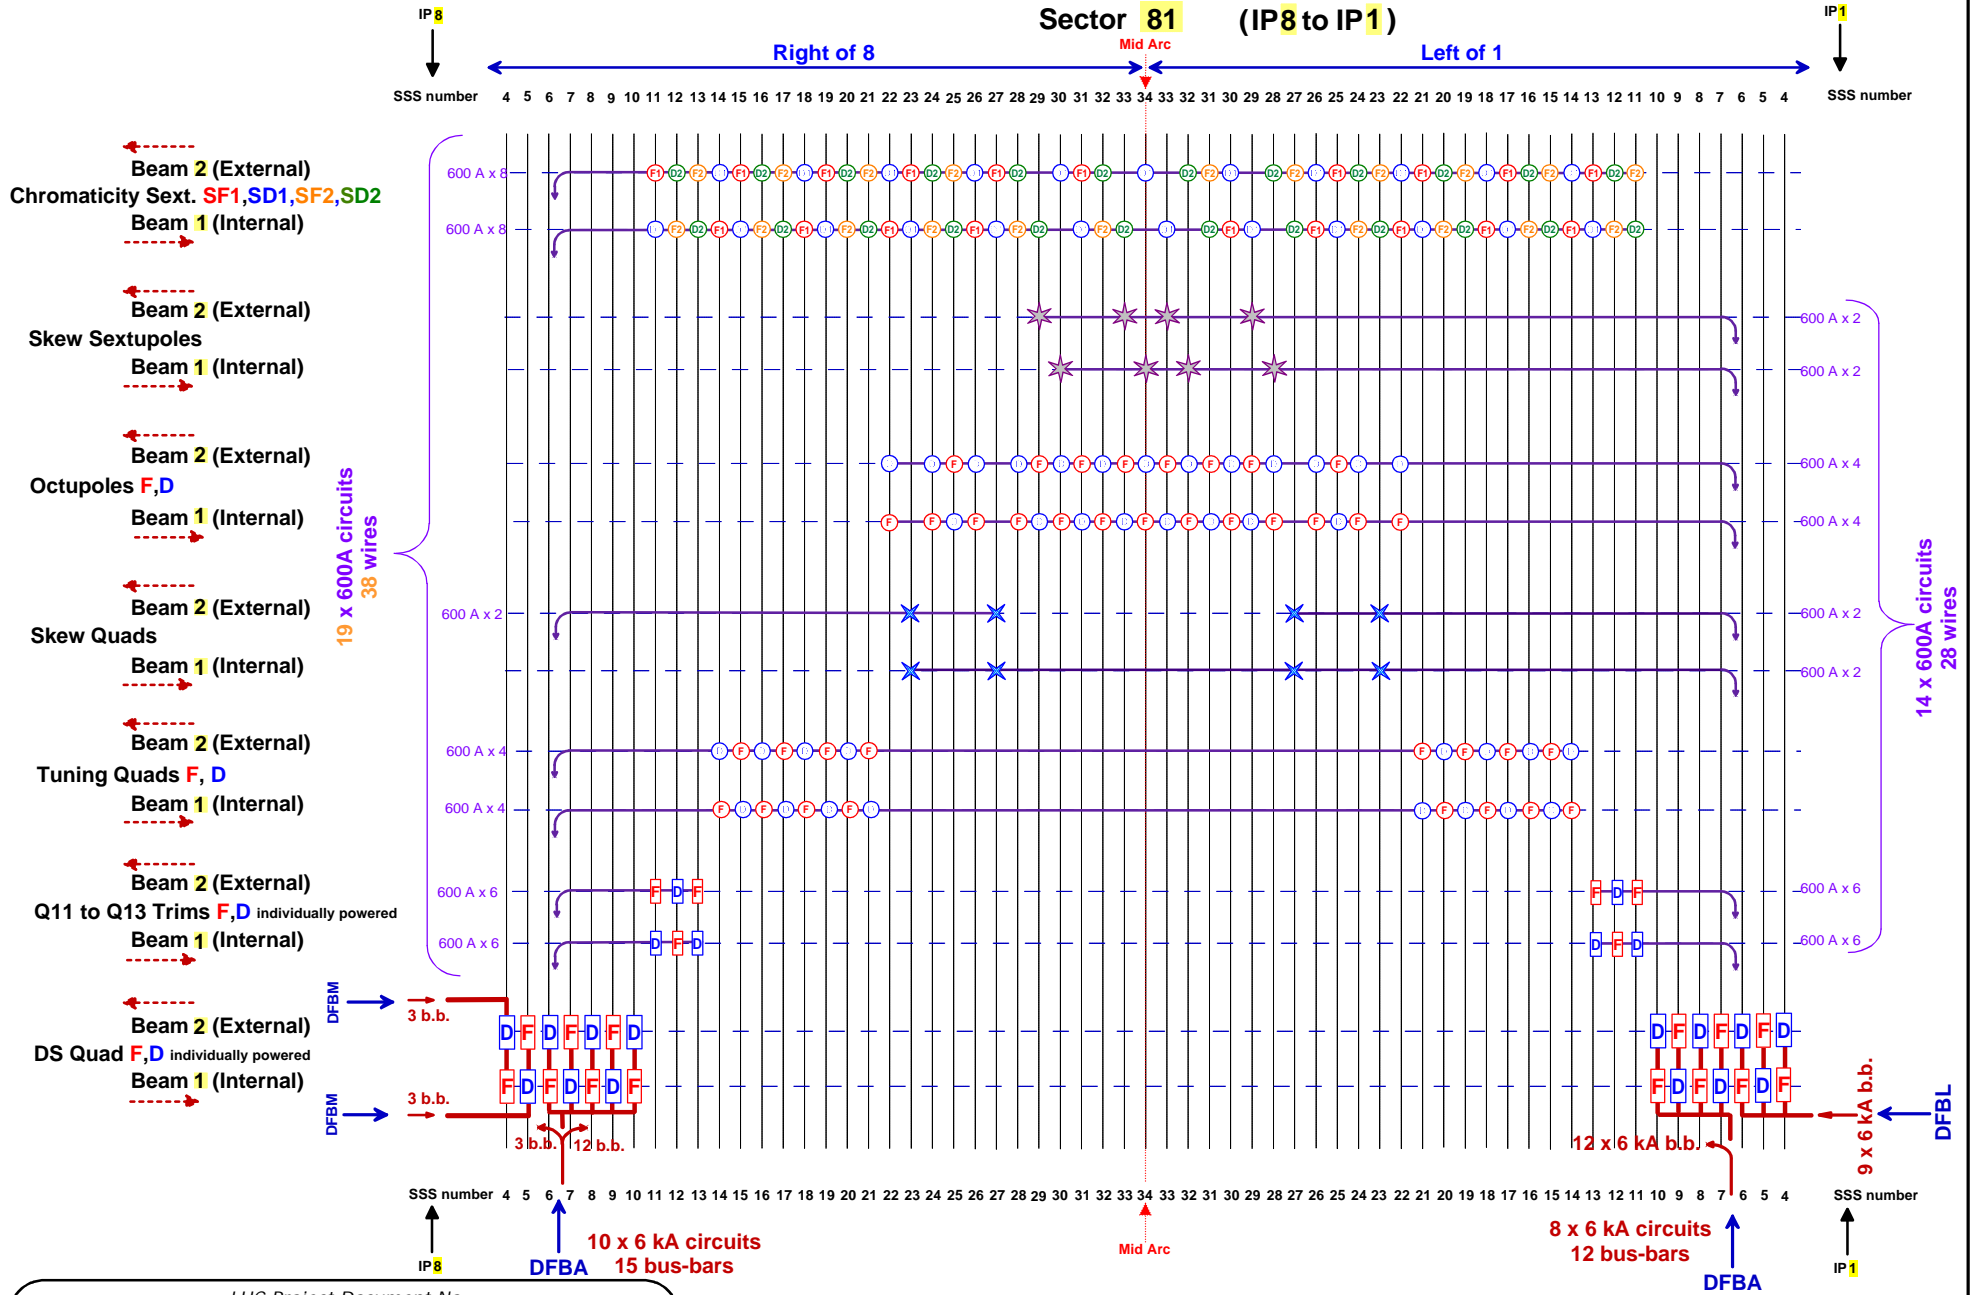 Sector 81 (IP8 to IP1)
IP8
IP1
Mid Arc
Right of 8
Left of 1
SSS number 4 5 6 7 8 9 10 11 12 13 14 15 16 17 18 19 20 21 22 23 24 25 26 27 28 29 30 31 32 33 34 33 32 31 30 29 28 27 26 25 24 23 22 21 20 19 18 17 16 15 14 13 12 11 10 9 8 7 6 5 4 SSS number
Beam 2 (External)
600 A x 8
Chromaticity Sext. SF1,SD1,SF2,SD2
Beam 1 (Internal)
600 A x 8
Beam 2 (External)
600 A x 2
Skew Sextupoles
Beam 1 (Internal)
600 A x 2
Beam 2 (External)
600 A x 4
Octupoles F,D
Beam 1 (Internal)
600 A x 4
19 x 600A circuits
38 wires
14 x 600A circuits
28 wires
Beam 2 (External)
600 A x 2
600 A x 2
Skew Quads
Beam 1 (Internal)
600 A x 2
Beam 2 (External)
600 A x 4
Tuning Quads F, D
Beam 1 (Internal)
600 A x 4
Beam 2 (External)
600 A x 6
F D F
F D F
600 A x 6
Q11 to Q13 Trims F,D individually powered
Beam 1 (Internal)
600 A x 6
D F D
D F D
600 A x 6
DFBM
3 b.b.
Beam 2 (External)
D F D F D F D
D F D F D F D
DS Quad F,D individually powered
Beam 1 (Internal)
F D F D F D F
F D F D F D F
DFBM
3 b.b.
3 b.b. 12 b.b.
12 x 6 kA b.b.
9 x 6 kA b.b.
DFBL
SSS number 4 5 6 7 8 9 10 11 12 13 14 15 16 17 18 19 20 21 22 23 24 25 26 27 28 29 30 31 32 33 34 33 32 31 30 29 28 27 26 25 24 23 22 21 20 19 18 17 16 15 14 13 12 11 10 9 8 7 6 5 4 SSS number
IP8
DFBA
10 x 6 kA circuits
15 bus-bars
Mid Arc
8 x 6 kA circuits
12 bus-bars
DFBA
IP1
LHC Project Document No.